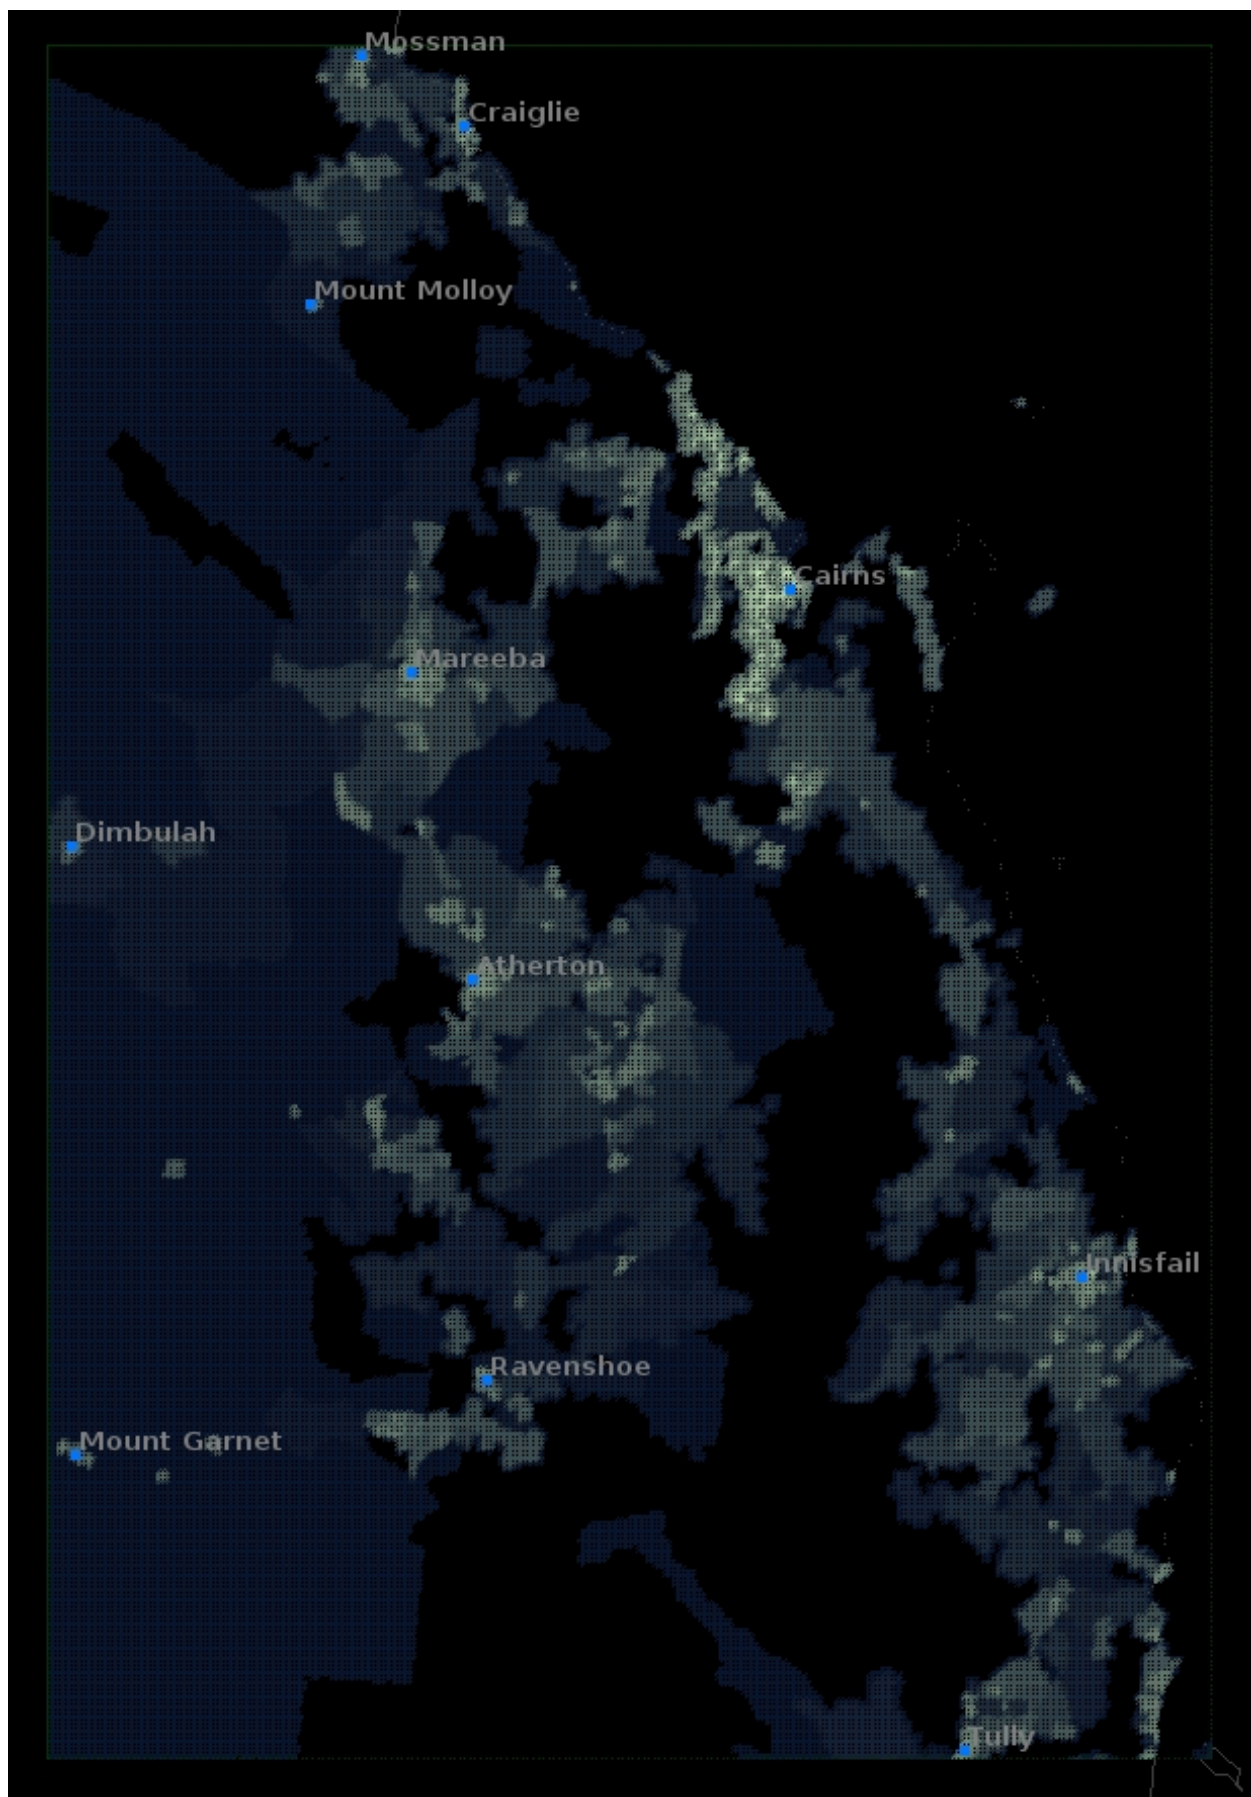 Mossman
Craiglie
Mount Molloy
Cairns
Mareeba
Dimbulah
Atherton
Innisfail
Ravenshoe
Mount Garnet
Tully